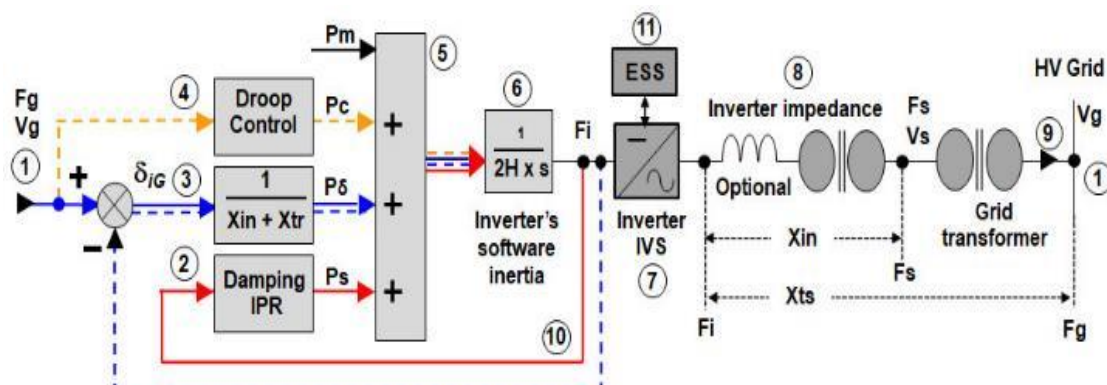 Fg
Vg
1
+
−
δiG
4
Droop
Control
Pc
3
1
Xin + Xtr
Pδ
2
Damping
IPR
Ps
Pm
5
+
+
+
6
1
2H x s
Inverter's
software
inertia
10
Fi
11
ESS
−
Inverter
IVS
7
8
Inverter impedance
Optional
Fs
Vs
Grid
transformer
HV Grid
Vg
9
1
Xin
Fs
Xts
Fi
Fg